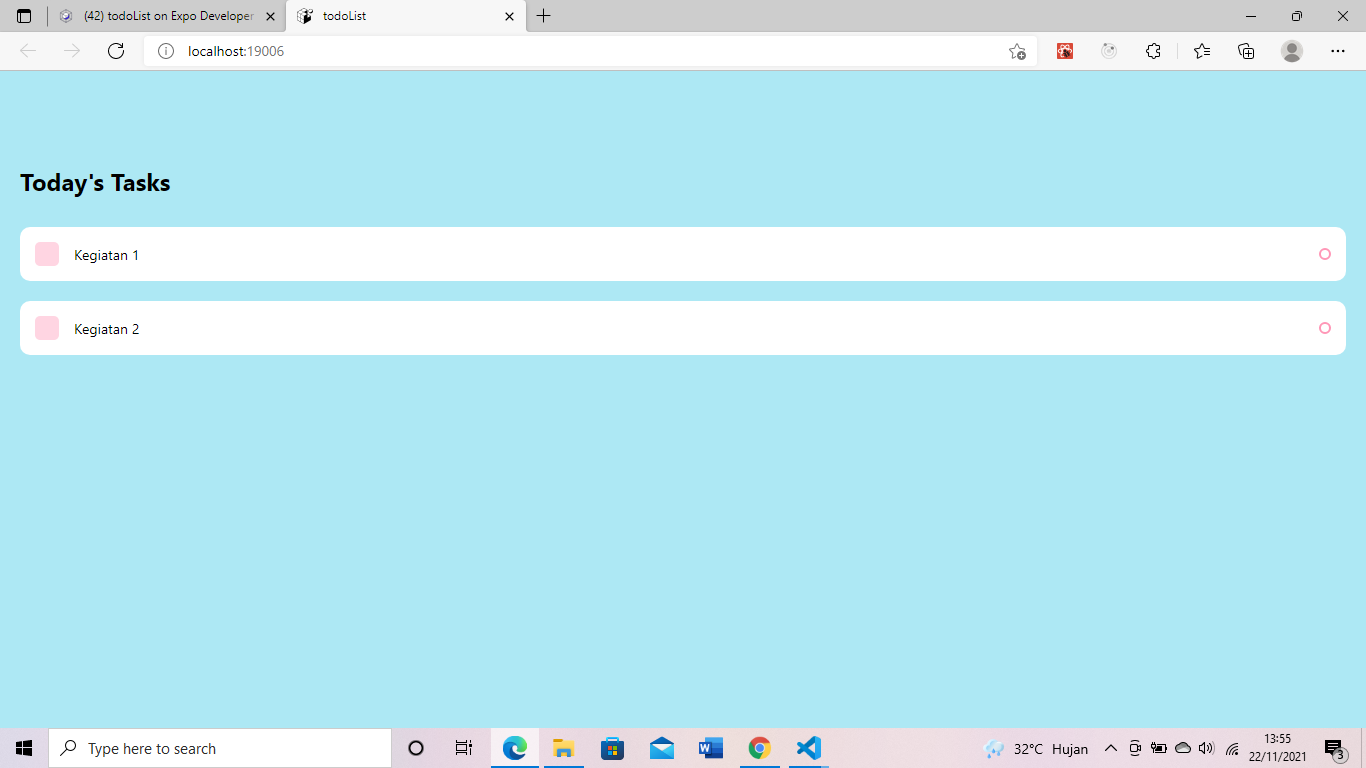 (42) todoList on Expo Developer
todoList
localhost:19006
Today's Tasks
Kegiatan 1
Kegiatan 2
Type here to search
32°C Hujan
13:55
22/11/2021
3